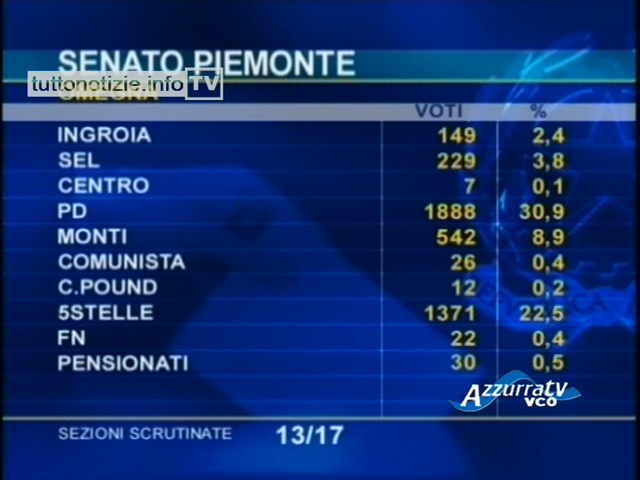 SENATO PIEMONTE
tuttonotizie.info TV
OMEGNA
VOTI %
INGROIA 149 2,4
SEL 229 3,8
CENTRO 7 0,1
PD 1888 30,9
MONTI 542 8,9
COMUNISTA 26 0,4
C.POUND 12 0,2
5STELLE 1371 22,5
FN 22 0,4
PENSIONATI 30 0,5
Azzurratv
VCO
SEZIONI SCRUTINATE 13/17